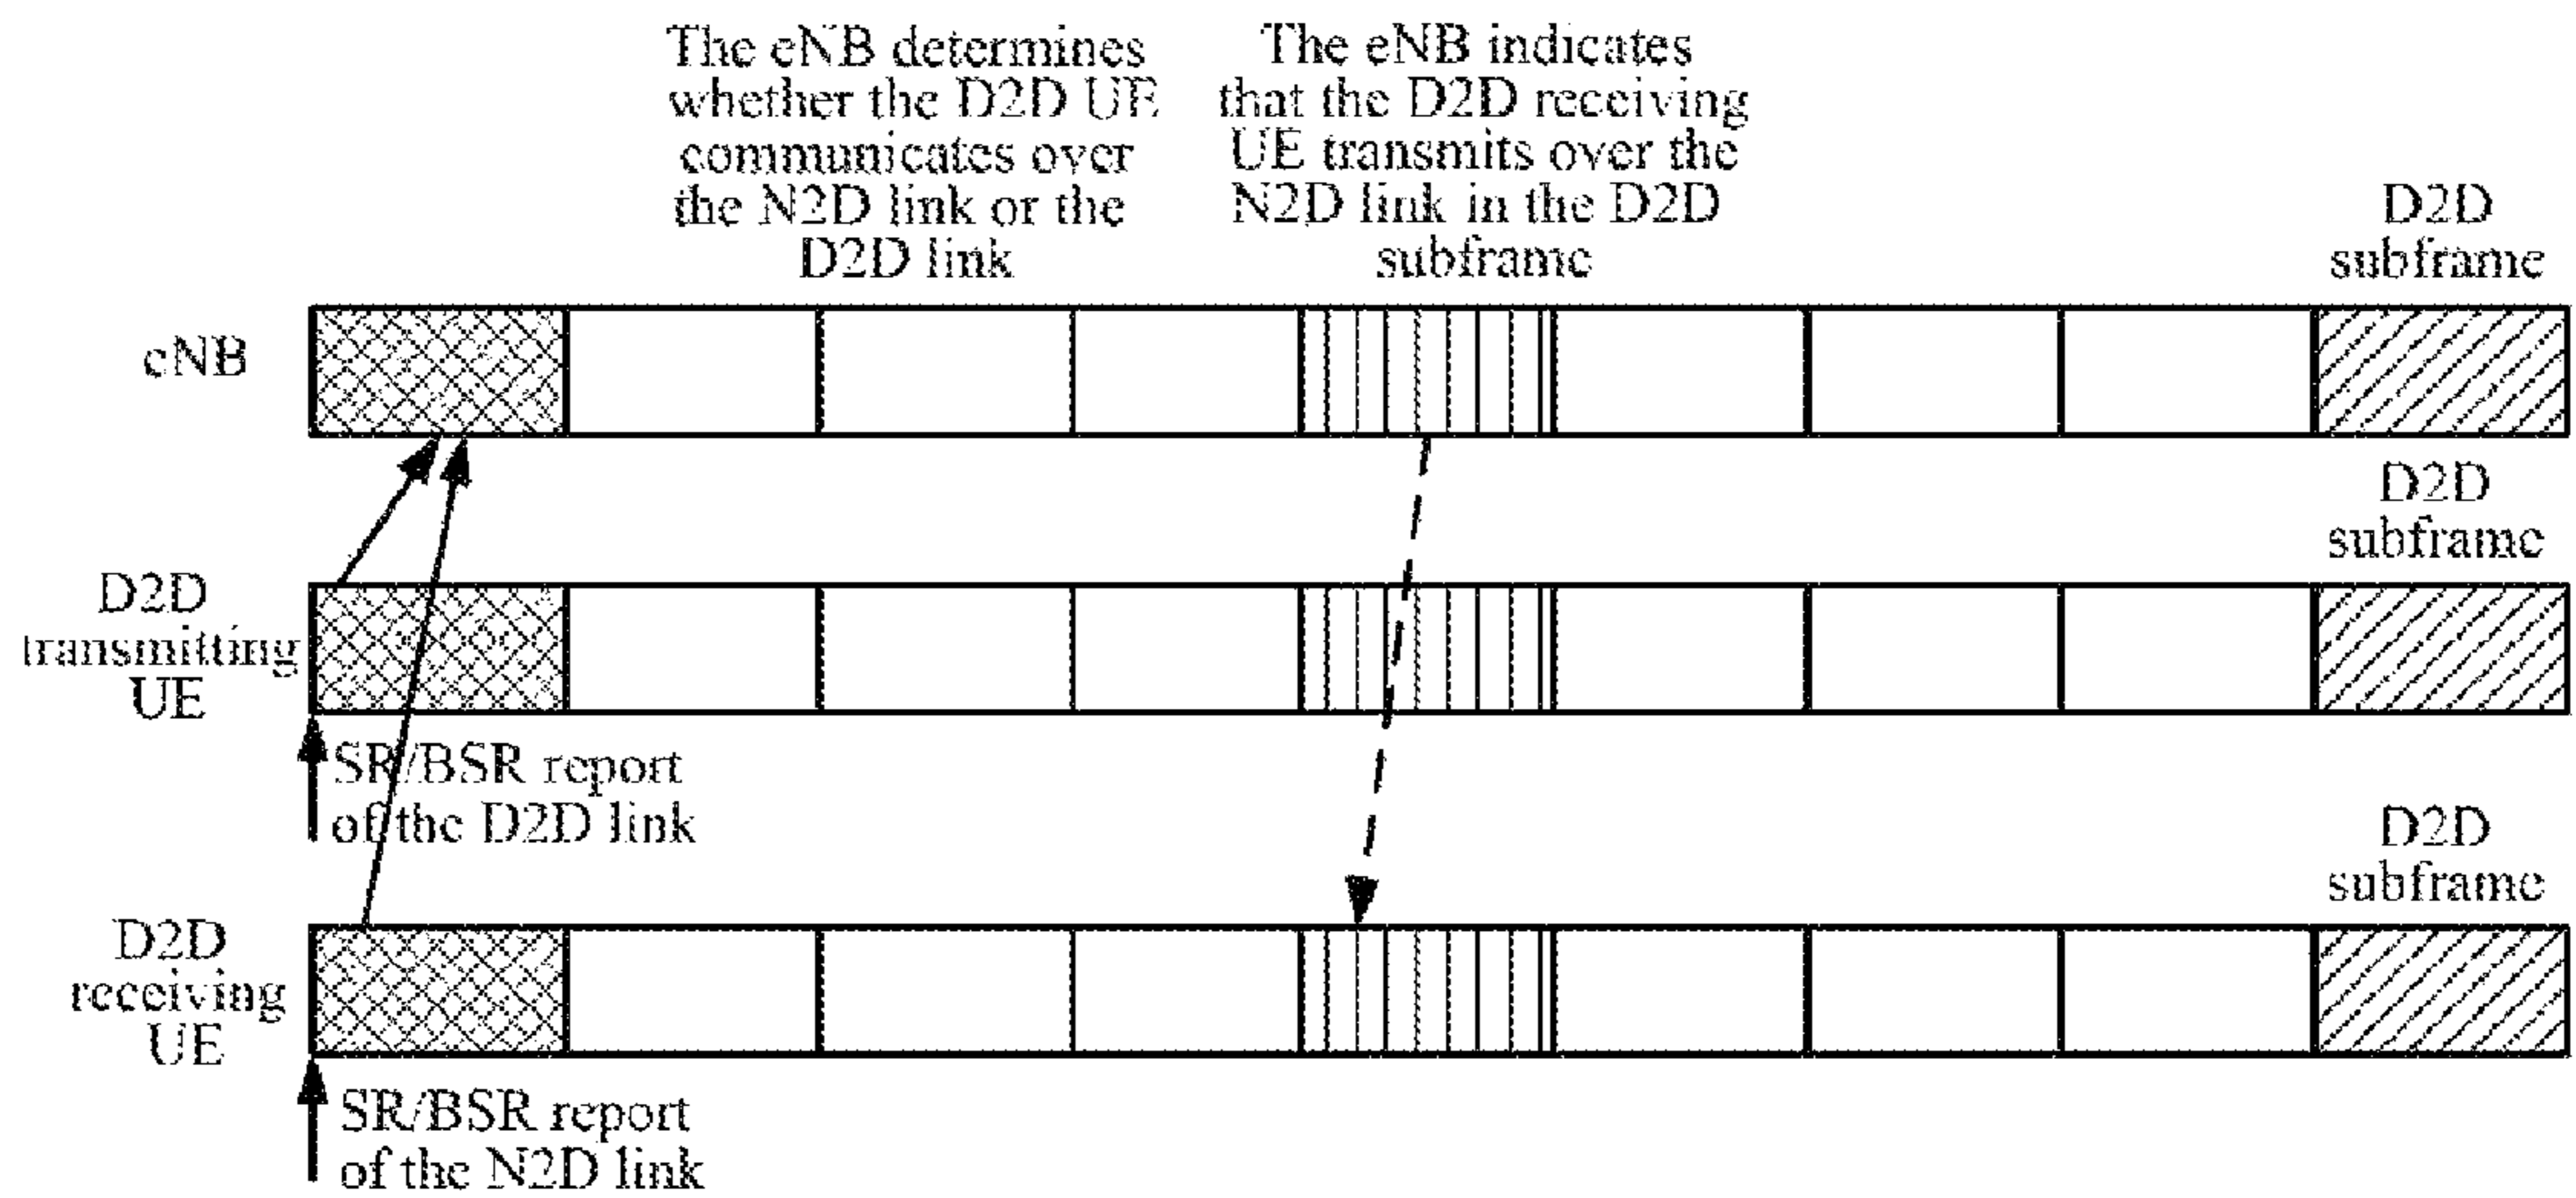 The eNB determines
whether the D2D UE
communicates over
the N2D link or the
D2D link
The eNB indicates
that the D2D receiving
UE transmits over the
N2D link in the D2D
subframe
D2D
subframe
eNB
D2D
subframe
D2D
transmitting
UE
SR/BSR report
of the D2D link
D2D
subframe
D2D
receiving
UE
SR/BSR report
of the N2D link